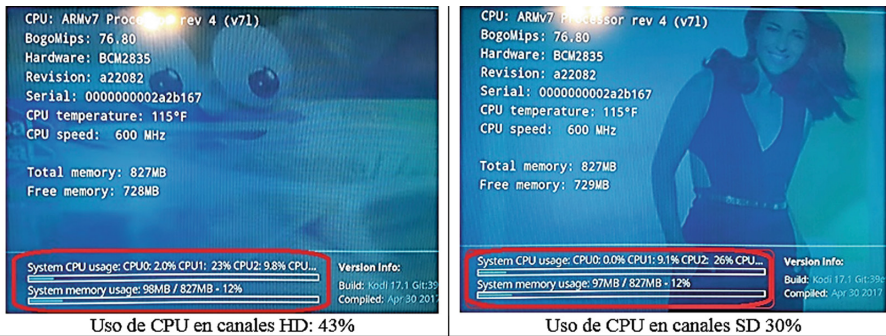 CPU: ARMv7 Processor rev 4 (v7l)
BogoMips: 76.80
Hardware: BCM2835
Revision: a22082
Serial: 0000000002a2b167
CPU temperature: 115°F
CPU speed: 600 MHz
Total memory: 827MB
Free memory: 728MB
System CPU usage: CPU0: 2.0% CPU1: 23% CPU2: 9.8% CPU...
System memory usage: 98MB / 827MB - 12%
Version Info:
Build: Kodi 17.1 Git:39
Compiled: Apr 30 2017
Uso de CPU en canales HD: 43%
CPU: ARMv7 Processor rev 4 (v7l)
BogoMips: 76.80
Hardware: BCM2835
Revision: a22082
Serial: 0000000002a2b167
CPU temperature: 115°F
CPU speed: 600 MHz
Total memory: 827MB
Free memory: 729MB
System CPU usage: CPU0: 0.0% CPU1: 9.1% CPU2: 26% CPU...
System memory usage: 97MB / 827MB - 12%
Version Info:
Build: Kodi 17.1 Git:39
Compiled: Apr 30 2017
Uso de CPU en canales SD 30%